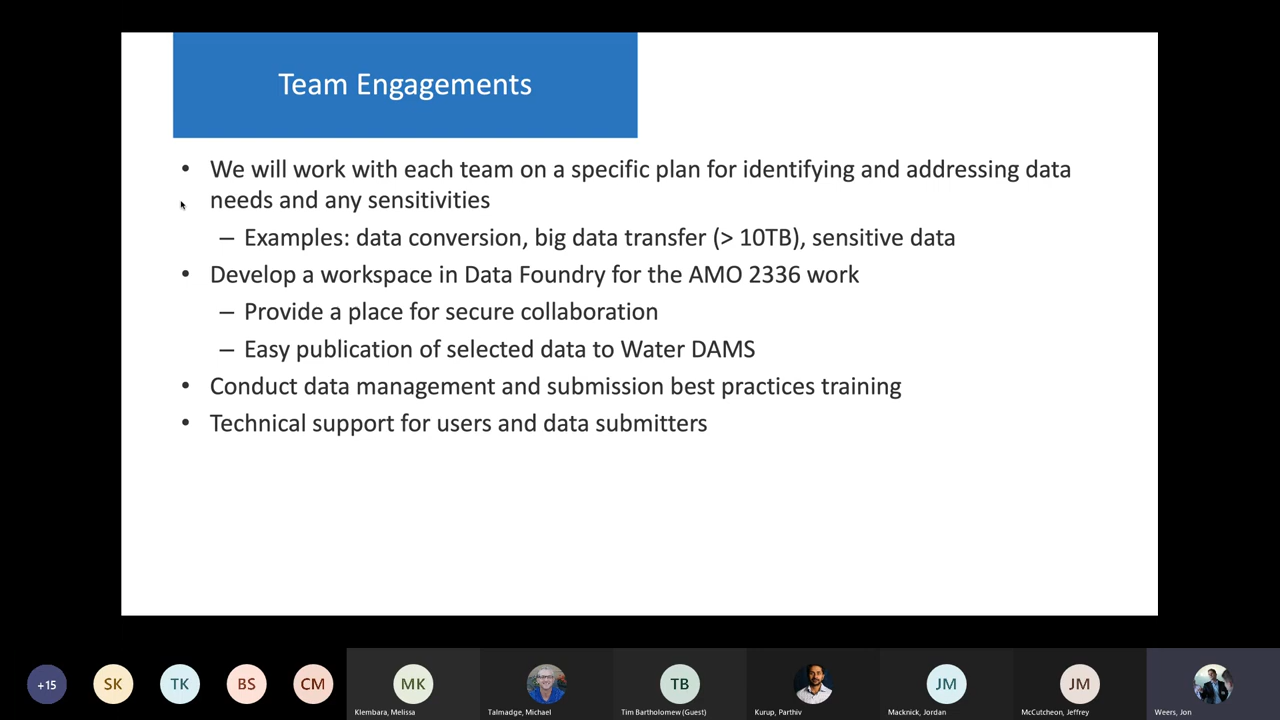 Team Engagements
• We will work with each team on a specific plan for identifying and addressing data
needs and any sensitivities
– Examples: data conversion, big data transfer (> 10TB), sensitive data
• Develop a workspace in Data Foundry for the AMO 2336 work
– Provide a place for secure collaboration
– Easy publication of selected data to Water DAMS
• Conduct data management and submission best practices training
• Technical support for users and data submitters
+15 SK TK BS CM MK TB JM JM
Klembara, Melissa Talmadge, Michael Tim Bartholomew (Guest) Kurup, Parthiv Macknick, Jordan McCutcheon, Jeffrey Weers, Jon